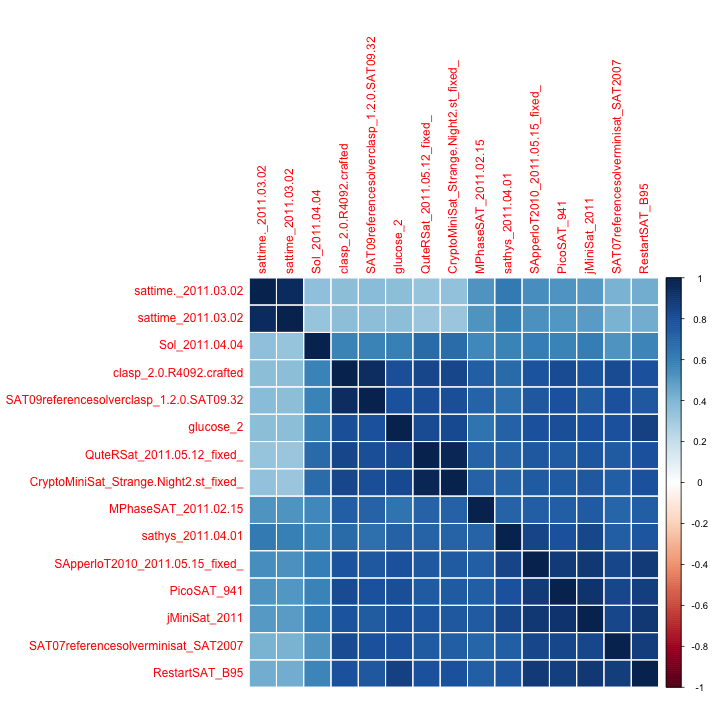 sattime._2011.03.02
sattime_2011.03.02
Sol_2011.04.04
clasp_2.0.R4092.crafted
SAT09referencesolverclasp_1.2.0.SAT09.32
glucose_2
QuteRSat_2011.05.12_fixed_
CryptoMiniSat_Strange.Night2.st_fixed_
MPhaseSAT_2011.02.15
sathys_2011.04.01
SApperloT2010_2011.05.15_fixed_
PicoSAT_941
jMiniSat_2011
SAT07referencesolverminisat_SAT2007
RestartSAT_B95
sattime._2011.03.02
sattime_2011.03.02
Sol_2011.04.04
clasp_2.0.R4092.crafted
SAT09referencesolverclasp_1.2.0.SAT09.32
glucose_2
QuteRSat_2011.05.12_fixed_
CryptoMiniSat_Strange.Night2.st_fixed_
MPhaseSAT_2011.02.15
sathys_2011.04.01
SApperloT2010_2011.05.15_fixed_
PicoSAT_941
jMiniSat_2011
SAT07referencesolverminisat_SAT2007
RestartSAT_B95
1
0.8
0.6
0.4
0.2
0
-0.2
-0.4
-0.6
-0.8
-1